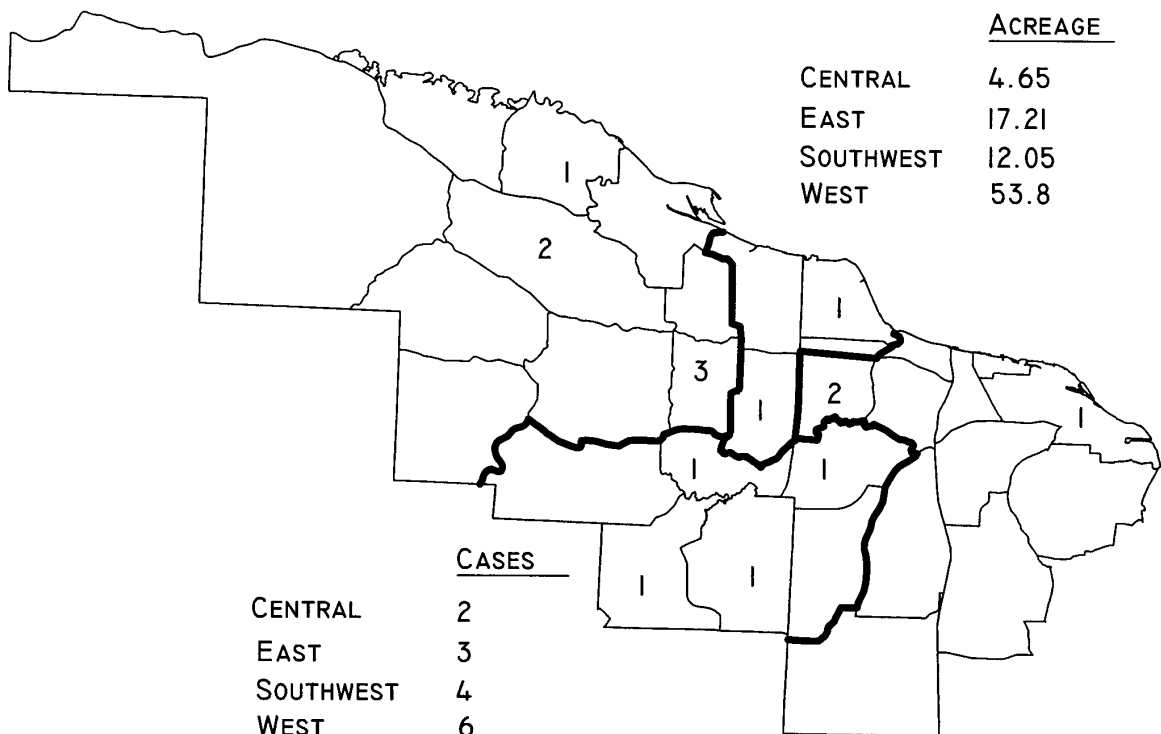 ACREAGE
CENTRAL 4.65
EAST 17.21
SOUTHWEST 12.05
WEST 53.8
1
2
1
3
1
2
1
1
1
1
1
CASES
CENTRAL 2
EAST 3
SOUTHWEST 4
WEST 6